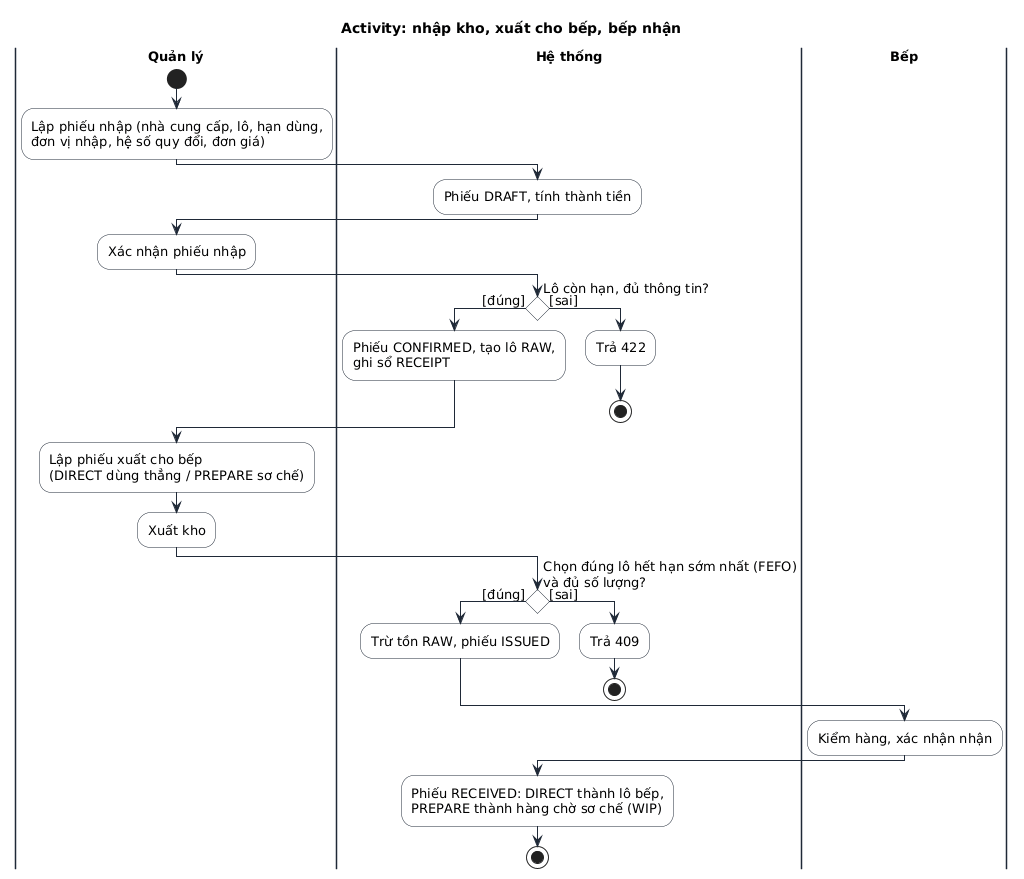 Activity: nhập kho, xuất cho bếp, bếp nhận
Quản lý
Hệ thống
Bếp
Lập phiếu nhập (nhà cung cấp, lô, hạn dùng,
đơn vị nhập, hệ số quy đổi, đơn giá)
Phiếu DRAFT, tính thành tiền
Xác nhận phiếu nhập
Lô còn hạn, đủ thông tin?
[đúng]
[sai]
Phiếu CONFIRMED, tạo lô RAW,
ghi sổ RECEIPT
Trả 422
Lập phiếu xuất cho bếp
(DIRECT dùng thẳng / PREPARE sơ chế)
Xuất kho
Chọn đúng lô hết hạn sớm nhất (FEFO)
và đủ số lượng?
[đúng]
[sai]
Trừ tồn RAW, phiếu ISSUED
Trả 409
Kiểm hàng, xác nhận nhận
Phiếu RECEIVED: DIRECT thành lô bếp,
PREPARE thành hàng chờ sơ chế (WIP)